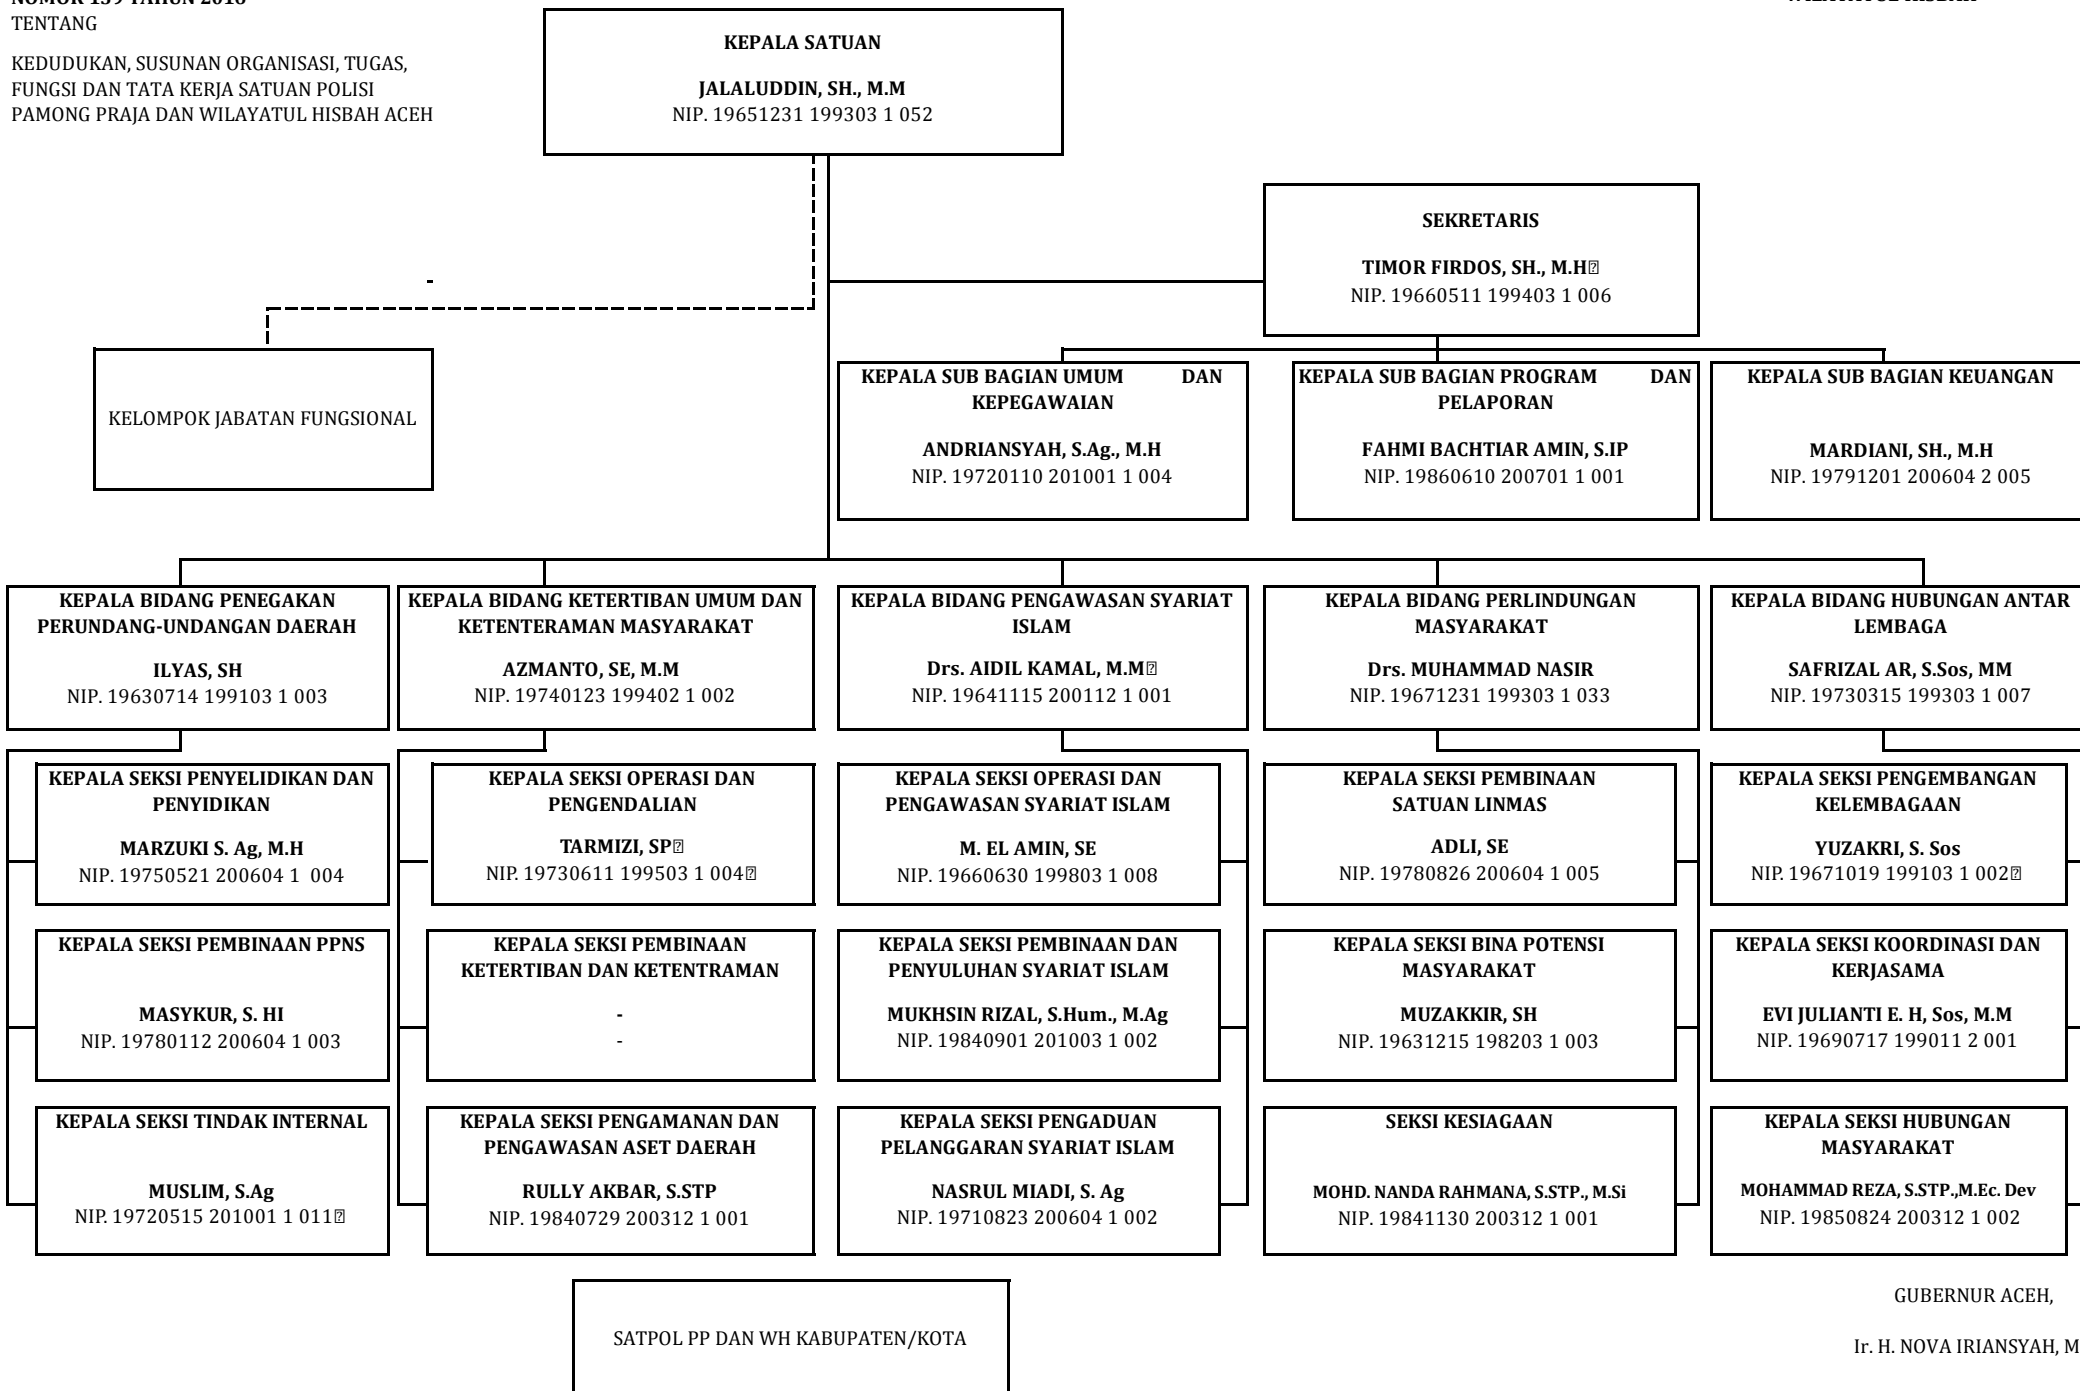 NOMOR 139 TAHUN 2016
TENTANG
KEDUDUKAN, SUSUNAN ORGANISASI, TUGAS,
FUNGSI DAN TATA KERJA SATUAN POLISI
PAMONG PRAJA DAN WILAYATUL HISBAH ACEH
WILAYATUL HISBAH
KEPALA SATUAN
JALALUDDIN, SH., M.M
NIP. 19651231 199303 1 052
SEKRETARIS
TIMOR FIRDOS, SH., M.H
NIP. 19660511 199403 1 006
-
KELOMPOK JABATAN FUNGSIONAL
KEPALA SUB BAGIAN UMUM DAN
KEPEGAWAIAN
ANDRIANSYAH, S.Ag., M.H
NIP. 19720110 201001 1 004
KEPALA SUB BAGIAN PROGRAM DAN
PELAPORAN
FAHMI BACHTIAR AMIN, S.IP
NIP. 19860610 200701 1 001
KEPALA SUB BAGIAN KEUANGAN
MARDIANI, SH., M.H
NIP. 19791201 200604 2 005
KEPALA BIDANG PENEGAKAN
PERUNDANG-UNDANGAN DAERAH
ILYAS, SH
NIP. 19630714 199103 1 003
KEPALA BIDANG KETERTIBAN UMUM DAN
KETENTERAMAN MASYARAKAT
AZMANTO, SE, M.M
NIP. 19740123 199402 1 002
KEPALA BIDANG PENGAWASAN SYARIAT
ISLAM
Drs. AIDIL KAMAL, M.M
NIP. 19641115 200112 1 001
KEPALA BIDANG PERLINDUNGAN
MASYARAKAT
Drs. MUHAMMAD NASIR
NIP. 19671231 199303 1 033
KEPALA BIDANG HUBUNGAN ANTAR
LEMBAGA
SAFRIZAL AR, S.Sos, MM
NIP. 19730315 199303 1 007
KEPALA SEKSI PENYELIDIKAN DAN
PENYIDIKAN
MARZUKI S. Ag, M.H
NIP. 19750521 200604 1 004
KEPALA SEKSI OPERASI DAN
PENGENDALIAN
TARMIZI, SP
NIP. 19730611 199503 1 004
KEPALA SEKSI OPERASI DAN
PENGAWASAN SYARIAT ISLAM
M. EL AMIN, SE
NIP. 19660630 199803 1 008
KEPALA SEKSI PEMBINAAN
SATUAN LINMAS
ADLI, SE
NIP. 19780826 200604 1 005
KEPALA SEKSI PENGEMBANGAN
KELEMBAGAAN
YUZAKRI, S. Sos
NIP. 19671019 199103 1 002
KEPALA SEKSI PEMBINAAN PPNS
MASYKUR, S. HI
NIP. 19780112 200604 1 003
KEPALA SEKSI PEMBINAAN
KETERTIBAN DAN KETENTRAMAN
-
-
KEPALA SEKSI PEMBINAAN DAN
PENYULUHAN SYARIAT ISLAM
MUKHSIN RIZAL, S.Hum., M.Ag
NIP. 19840901 201003 1 002
KEPALA SEKSI BINA POTENSI
MASYARAKAT
MUZAKKIR, SH
NIP. 19631215 198203 1 003
KEPALA SEKSI KOORDINASI DAN
KERJASAMA
EVI JULIANTI E. H, Sos, M.M
NIP. 19690717 199011 2 001
KEPALA SEKSI TINDAK INTERNAL
MUSLIM, S.Ag
NIP. 19720515 201001 1 011
KEPALA SEKSI PENGAMANAN DAN
PENGAWASAN ASET DAERAH
RULLY AKBAR, S.STP
NIP. 19840729 200312 1 001
KEPALA SEKSI PENGADUAN
PELANGGARAN SYARIAT ISLAM
NASRUL MIADI, S. Ag
NIP. 19710823 200604 1 002
SEKSI KESIAGAAN
MOHD. NANDA RAHMANA, S.STP., M.Si
NIP. 19841130 200312 1 001
KEPALA SEKSI HUBUNGAN
MASYARAKAT
MOHAMMAD REZA, S.STP.,M.Ec. Dev
NIP. 19850824 200312 1 002
SATPOL PP DAN WH KABUPATEN/KOTA
GUBERNUR ACEH,
Ir. H. NOVA IRIANSYAH, M